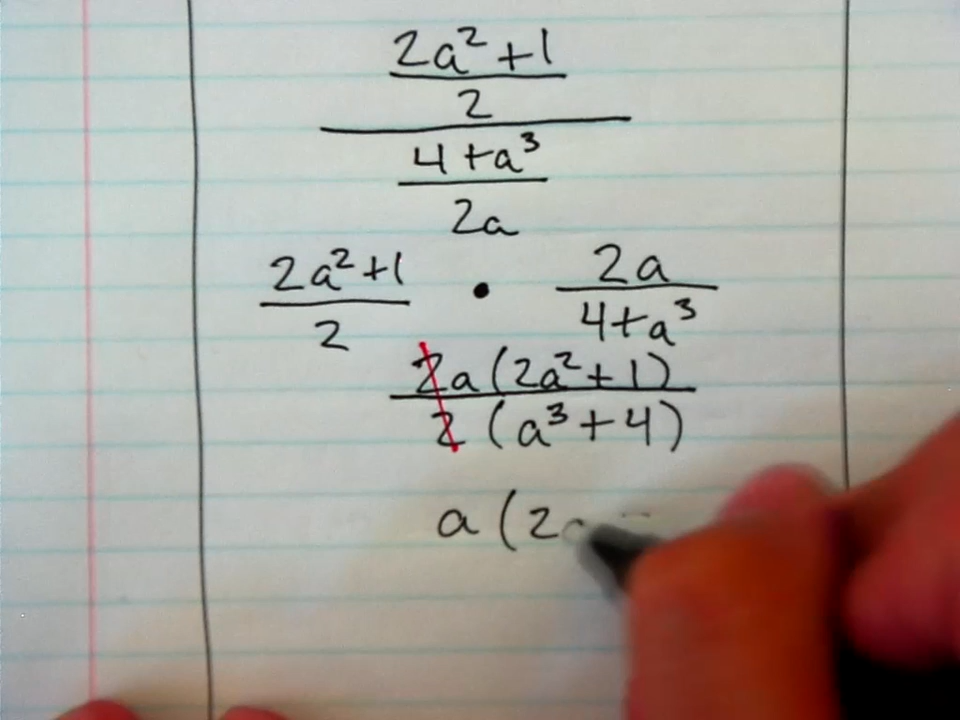 2a² + 1
2
4 + a³
2a
2a² + 1 • 2a
2 4 + a³
2a (2a² + 1)
2 (a³ + 4)
a (2